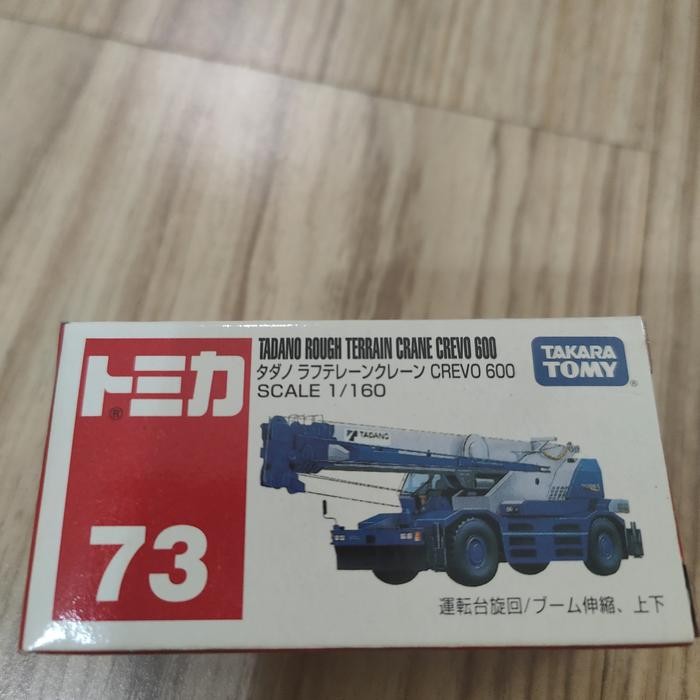 トミカ®
73
TADANO ROUGH TERRAIN CRANE CREVO 600
タダノ ラフテレーンクレーン CREVO 600
SCALE 1/160
TAKARA
TOMY®
TADANO
運転台旋回/ブーム伸縮、上下